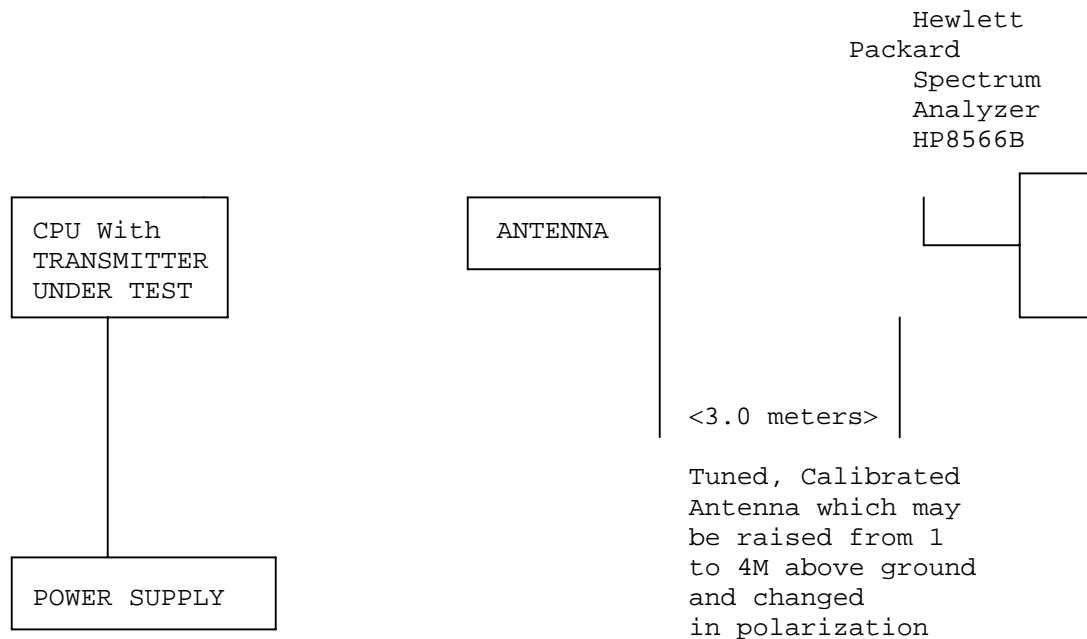 Hewlett
Packard
Spectrum
Analyzer
HP8566B
CPU With
TRANSMITTER
UNDER TEST
ANTENNA
<3.0 meters>
Tuned, Calibrated
Antenna which may
be raised from 1
to 4M above ground
and changed
in polarization
POWER SUPPLY